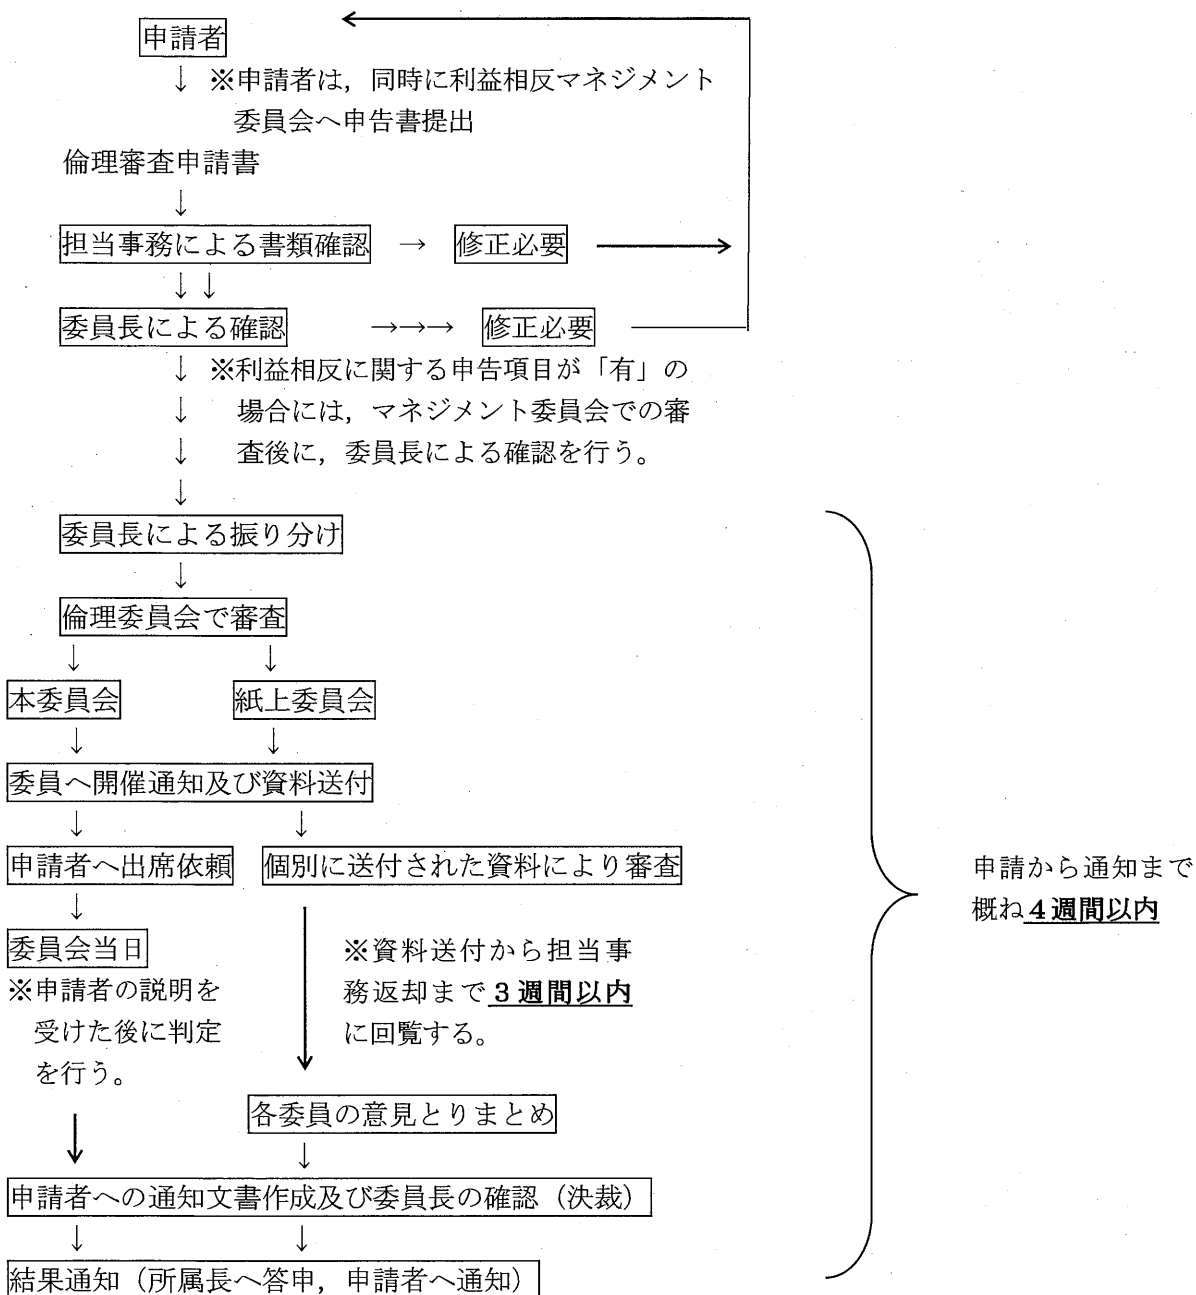 申請者
↓ ※申請者は，同時に利益相反マネジメント
委員会へ申告書提出
倫理審査申請書
↓
担当事務による書類確認 → 修正必要
↓↓
委員長による確認 →→→ 修正必要
↓ ※利益相反に関する申告項目が「有」の
↓ 場合には，マネジメント委員会での審
↓ 査後に，委員長による確認を行う。
↓
委員長による振り分け
↓
倫理委員会で審査
↓ ↓
本委員会 紙上委員会
↓ ↓
委員へ開催通知及び資料送付
↓ ↓
申請者へ出席依頼 個別に送付された資料により審査
↓
委員会当日
※申請者の説明を
受けた後に判定
を行う。
※資料送付から担当事
務返却まで３週間以内
に回覧する。
各委員の意見とりまとめ
↓
申請者への通知文書作成及び委員長の確認（決裁）
↓ ↓
結果通知（所属長へ答申，申請者へ通知）
申請から通知まで
概ね４週間以内